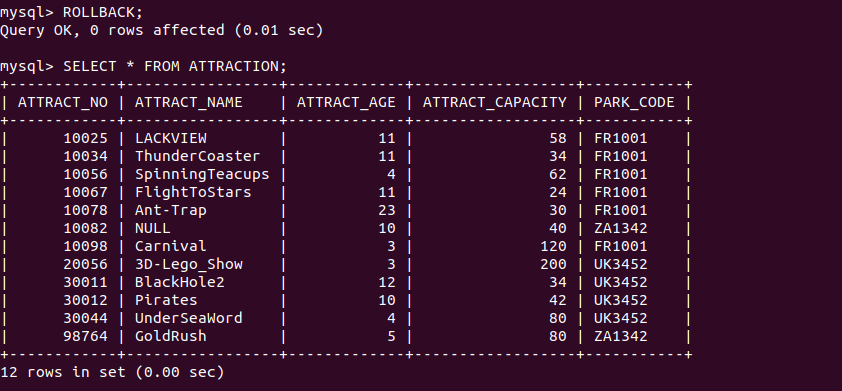 mysql> ROLLBACK;
Query OK, 0 rows affected (0.01 sec)
mysql> SELECT * FROM ATTRACTION;
+------------+------------------+-------------+------------------+-----------+
| ATTRACT_NO | ATTRACT_NAME     | ATTRACT_AGE | ATTRACT_CAPACITY | PARK_CODE |
+------------+------------------+-------------+------------------+-----------+
|      10025 | LACKVIEW         |          11 |               58 | FR1001    |
|      10034 | ThunderCoaster   |          11 |               34 | FR1001    |
|      10056 | SpinningTeacups  |           4 |               62 | FR1001    |
|      10067 | FlightToStars    |          11 |               24 | FR1001    |
|      10078 | Ant-Trap         |          23 |               30 | FR1001    |
|      10082 | NULL             |          10 |               40 | ZA1342    |
|      10098 | Carnival         |           3 |              120 | FR1001    |
|      20056 | 3D-Lego_Show     |           3 |              200 | UK3452    |
|      30011 | BlackHole2       |          12 |               34 | UK3452    |
|      30012 | Pirates          |          10 |               42 | UK3452    |
|      30044 | UnderSeaWord     |           4 |               80 | UK3452    |
|      98764 | GoldRush         |           5 |               80 | ZA1342    |
+------------+------------------+-------------+------------------+-----------+
12 rows in set (0.00 sec)